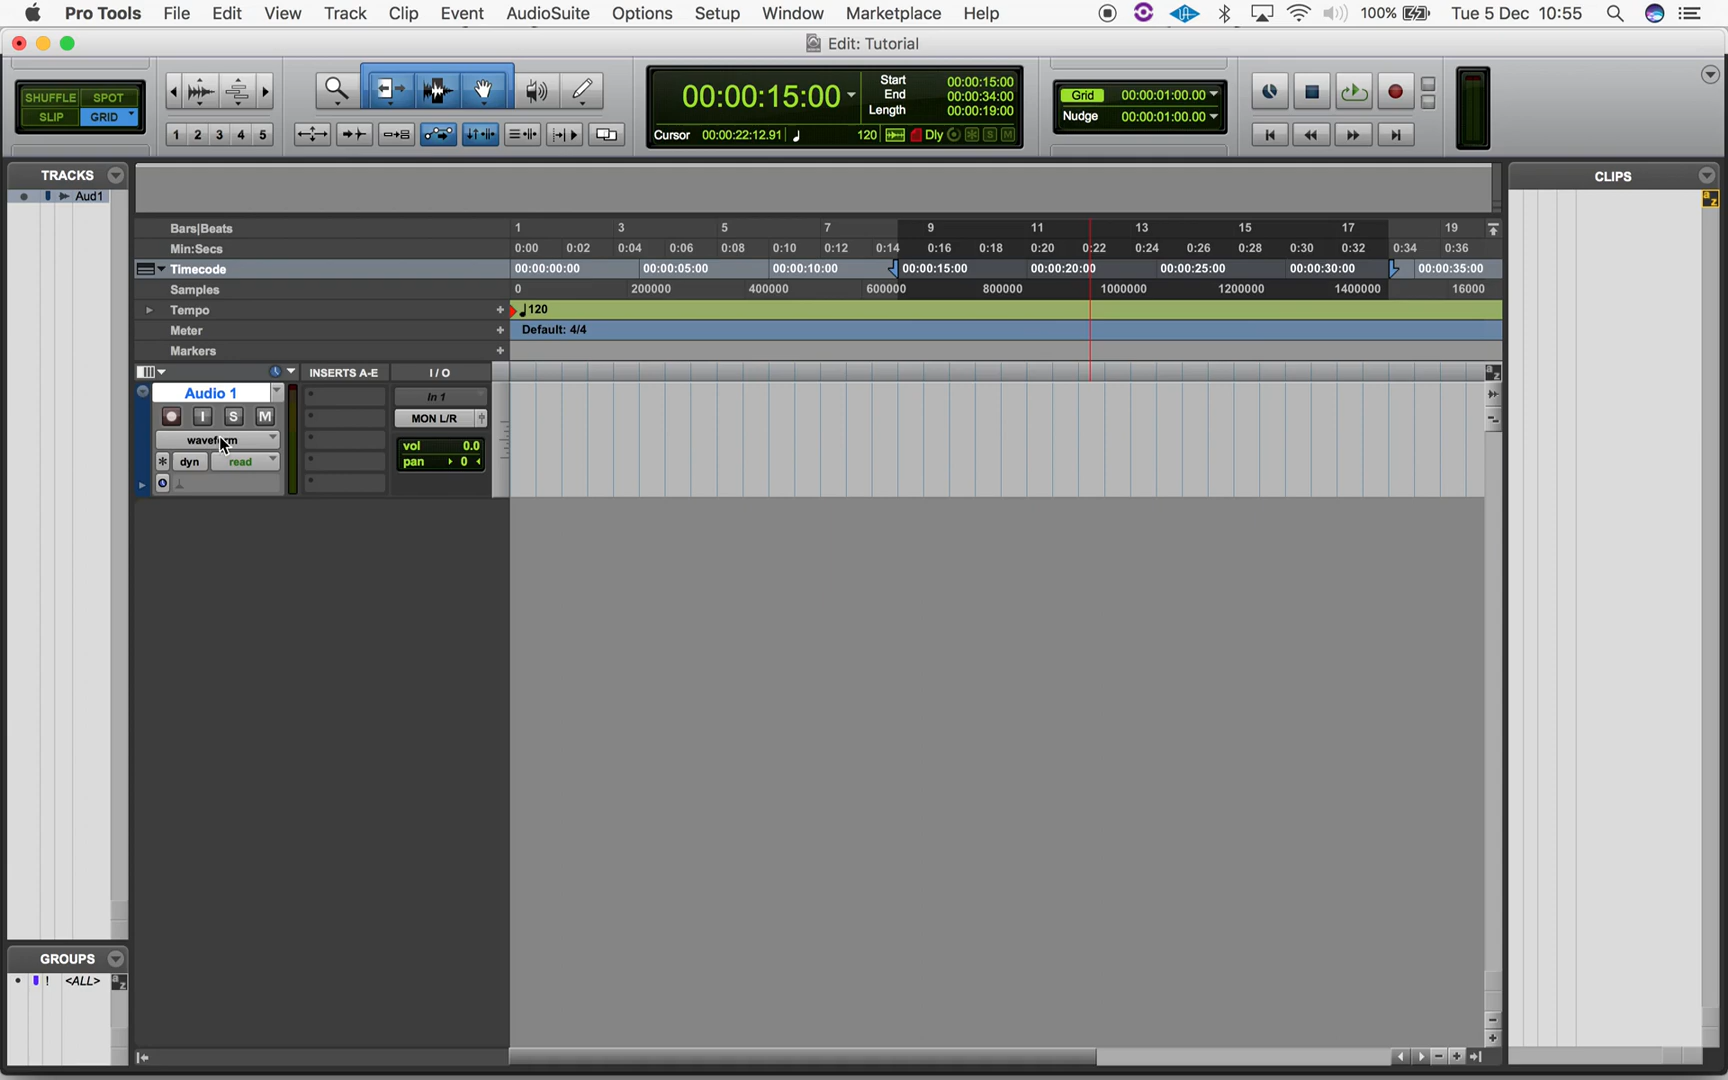 Pro Tools File Edit View Track Clip Event AudioSuite Options Setup Window Marketplace Help 100% Tue 5 Dec 10:55
Edit: Tutorial
SHUFFLE SPOT
SLIP GRID
1 2 3 4 5
00:00:15:00
Start 00:00:15:00
End 00:00:34:00
Length 00:00:19:00
Cursor 00:00:22:12.91 120 Dly S M
Grid 00:00:01:00.00
Nudge 00:00:01:00.00
TRACKS
Aud1
CLIPS
Bars|Beats 1 3 5 7 9 11 13 15 17 19
Min:Secs 0:00 0:02 0:04 0:06 0:08 0:10 0:12 0:14 0:16 0:18 0:20 0:22 0:24 0:26 0:28 0:30 0:32 0:34 0:36
Timecode 00:00:00:00 00:00:05:00 00:00:10:00 00:00:15:00 00:00:20:00 00:00:25:00 00:00:30:00 00:00:35:00
Samples 0 200000 400000 600000 800000 1000000 1200000 1400000 16000
Tempo + 120
Meter + Default: 4/4
Markers +
INSERTS A-E I / O
Audio 1 In 1
I S M MON L/R
waveform vol 0.0
dyn read pan 0
GROUPS
! <ALL>
a z